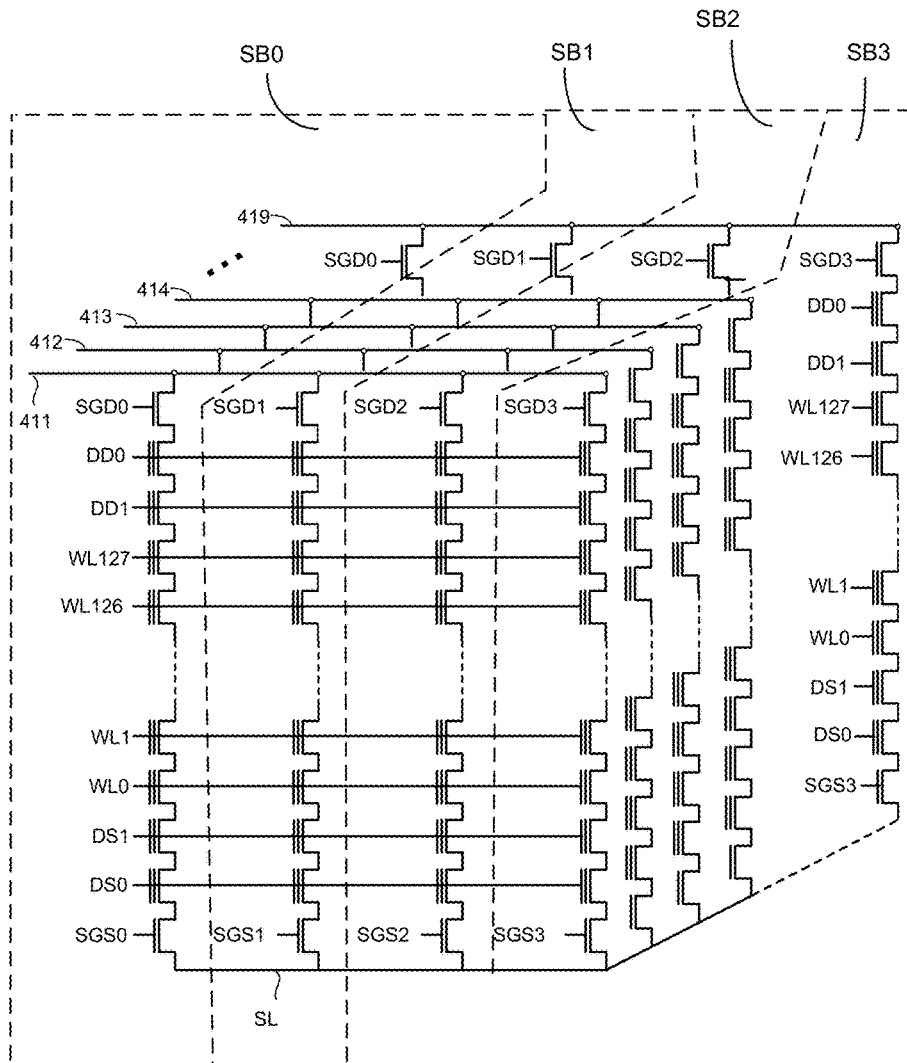 SB0
SB1
SB2
SB3
419
SGD0
SGD1
SGD2
SGD3
414
DD0
413
412
DD1
411
SGD0
SGD1
SGD2
SGD3
WL127
DD0
WL126
DD1
WL127
WL126
WL1
WL0
DS1
WL1
DS0
WL0
SGS3
DS1
DS0
SGS0
SGS1
SGS2
SGS3
SL